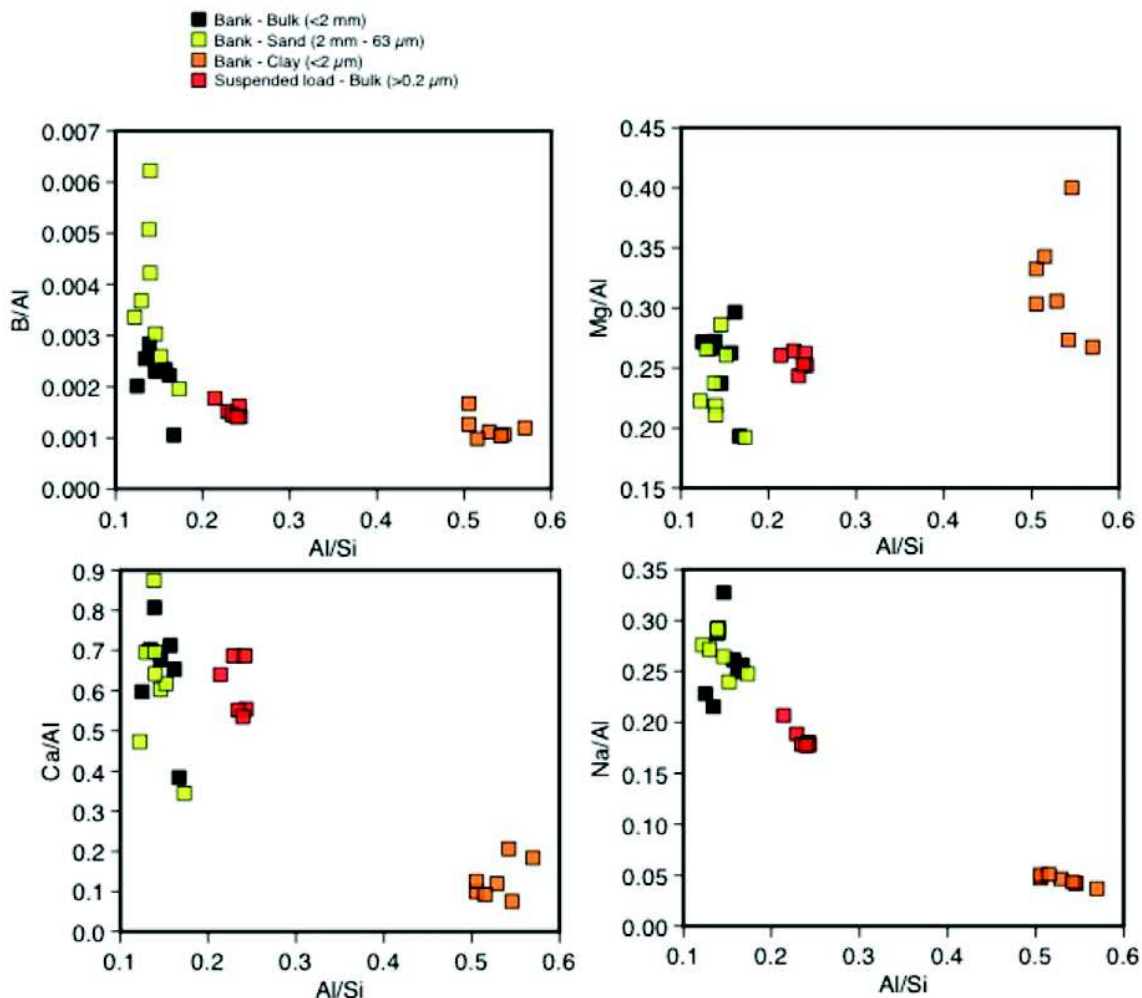 Bank - Bulk (<2 mm)
Bank - Sand (2 mm - 63 µm)
Bank - Clay (<2 µm)
Suspended load - Bulk (>0.2 µm)
0.007
0.006
0.005
0.004
0.003
0.002
0.001
0.000
B/Al
0.1 0.2 0.3 0.4 0.5 0.6
Al/Si
0.45
0.40
0.35
0.30
0.25
0.20
0.15
Mg/Al
0.1 0.2 0.3 0.4 0.5 0.6
Al/Si
0.9
0.8
0.7
0.6
0.5
0.4
0.3
0.2
0.1
0.0
Ca/Al
0.1 0.2 0.3 0.4 0.5 0.6
Al/Si
0.35
0.30
0.25
0.20
0.15
0.10
0.05
0.00
Na/Al
0.1 0.2 0.3 0.4 0.5 0.6
Al/Si